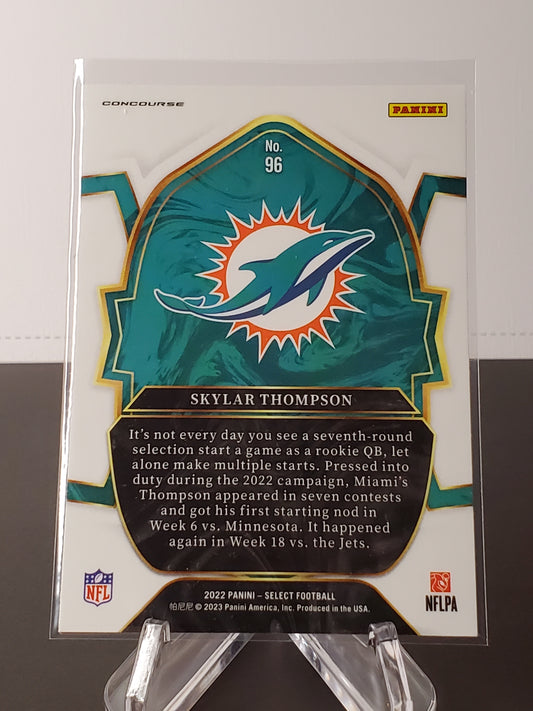 CONCOURSE
PANINI
No.
96
SKYLAR THOMPSON
It's not every day you see a seventh-round
selection start a game as a rookie QB, let
alone make multiple starts. Pressed into
duty during the 2022 campaign, Miami's
Thompson appeared in seven contests
and got his first starting nod in
Week 6 vs. Minnesota. It happened
again in Week 18 vs. the Jets.
NFL
NFLPA
2022 PANINI – SELECT FOOTBALL
帕尼尼 © 2023 Panini America, Inc. Produced in the USA.